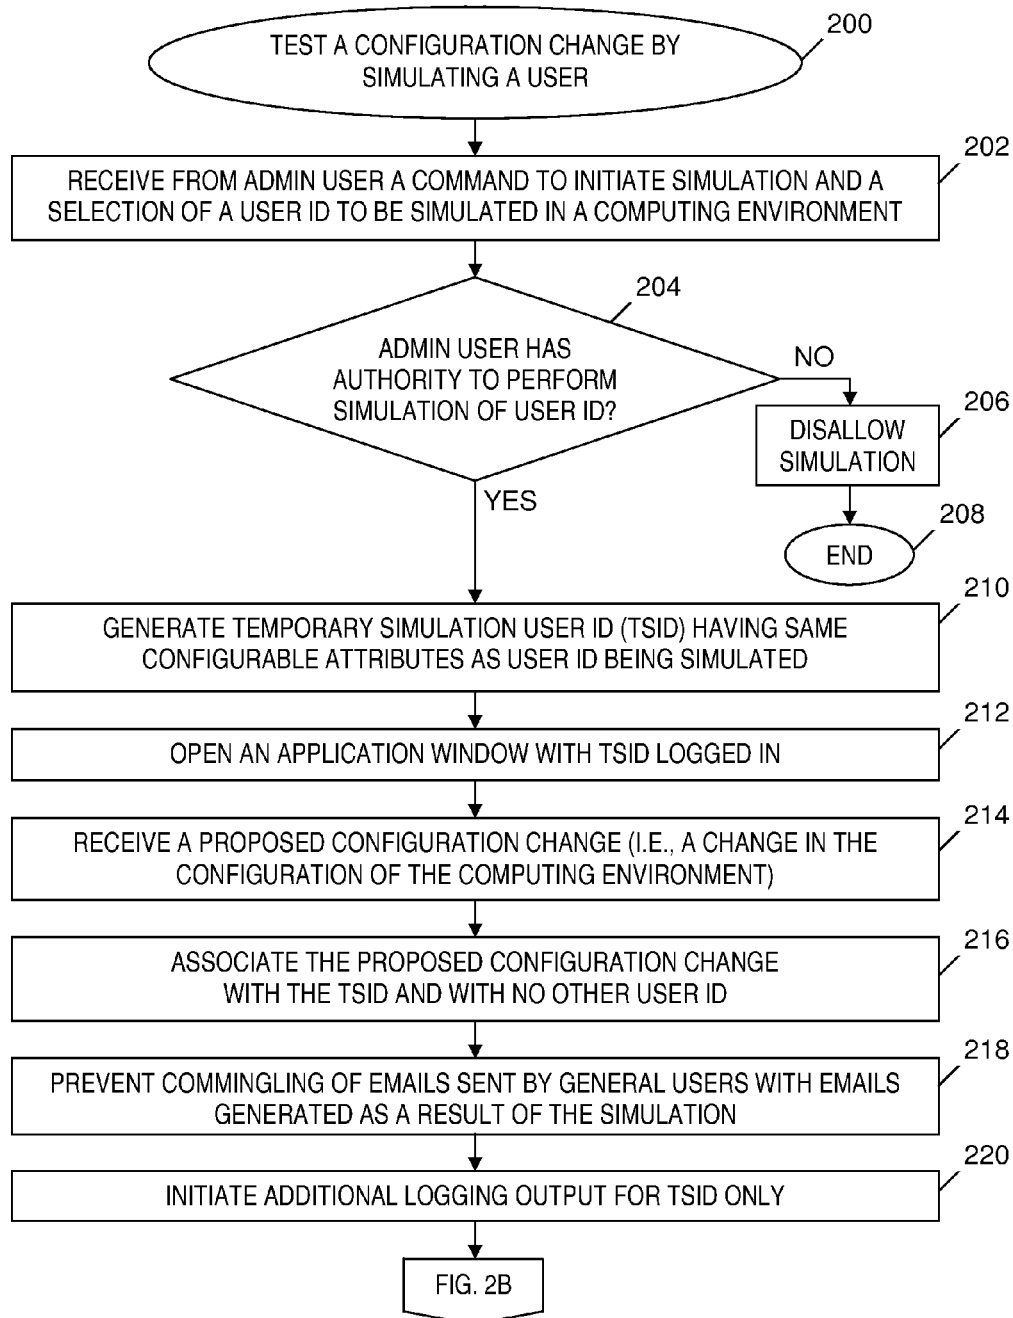 TEST A CONFIGURATION CHANGE BY
SIMULATING A USER
200
202
RECEIVE FROM ADMIN USER A COMMAND TO INITIATE SIMULATION AND A
SELECTION OF A USER ID TO BE SIMULATED IN A COMPUTING ENVIRONMENT
204
ADMIN USER HAS
AUTHORITY TO PERFORM
SIMULATION OF USER ID?
NO
206
DISALLOW
SIMULATION
YES
208
END
210
GENERATE TEMPORARY SIMULATION USER ID (TSID) HAVING SAME
CONFIGURABLE ATTRIBUTES AS USER ID BEING SIMULATED
212
OPEN AN APPLICATION WINDOW WITH TSID LOGGED IN
214
RECEIVE A PROPOSED CONFIGURATION CHANGE (I.E., A CHANGE IN THE
CONFIGURATION OF THE COMPUTING ENVIRONMENT)
216
ASSOCIATE THE PROPOSED CONFIGURATION CHANGE
WITH THE TSID AND WITH NO OTHER USER ID
218
PREVENT COMMINGLING OF EMAILS SENT BY GENERAL USERS WITH EMAILS
GENERATED AS A RESULT OF THE SIMULATION
220
INITIATE ADDITIONAL LOGGING OUTPUT FOR TSID ONLY
FIG. 2B